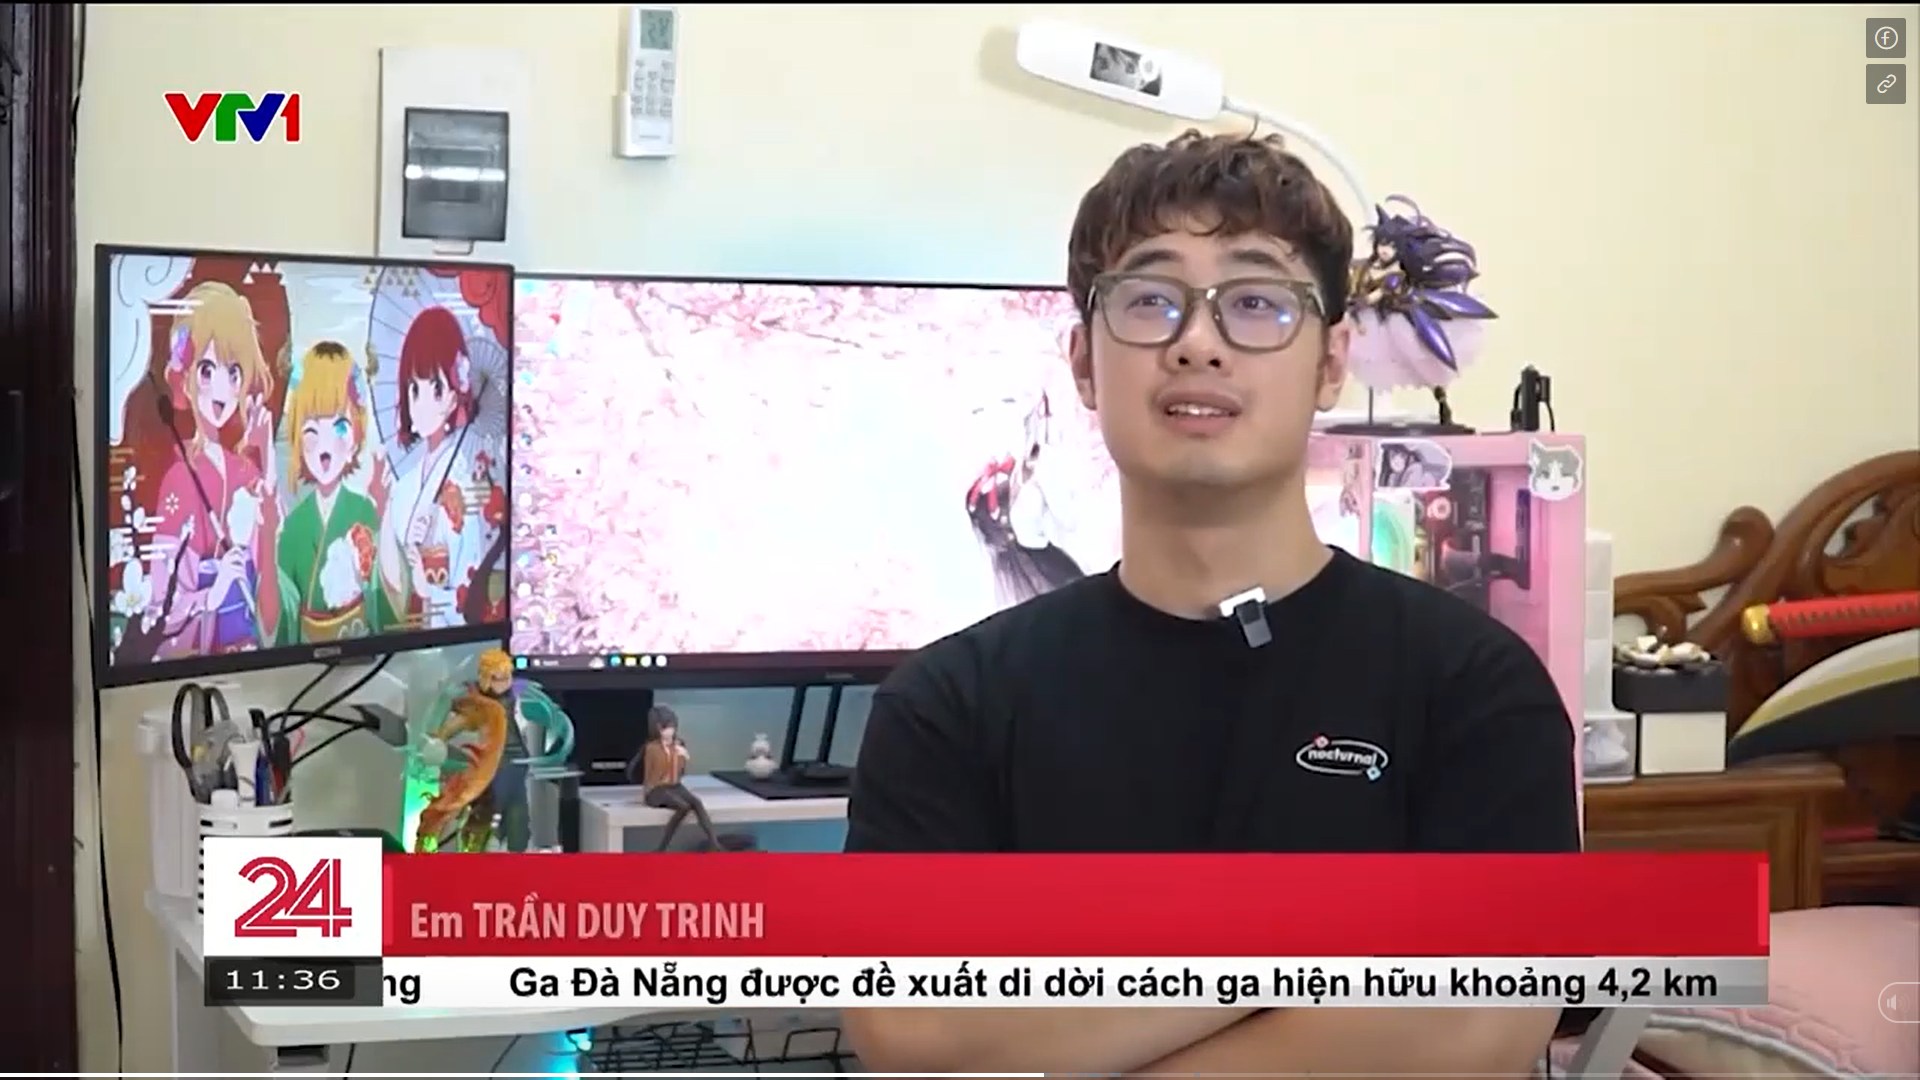 VTV1
nocturnal
24
Em TRẦN DUY TRINH
11:36
ng Ga Đà Nẵng được đề xuất di dời cách ga hiện hữu khoảng 4,2 km